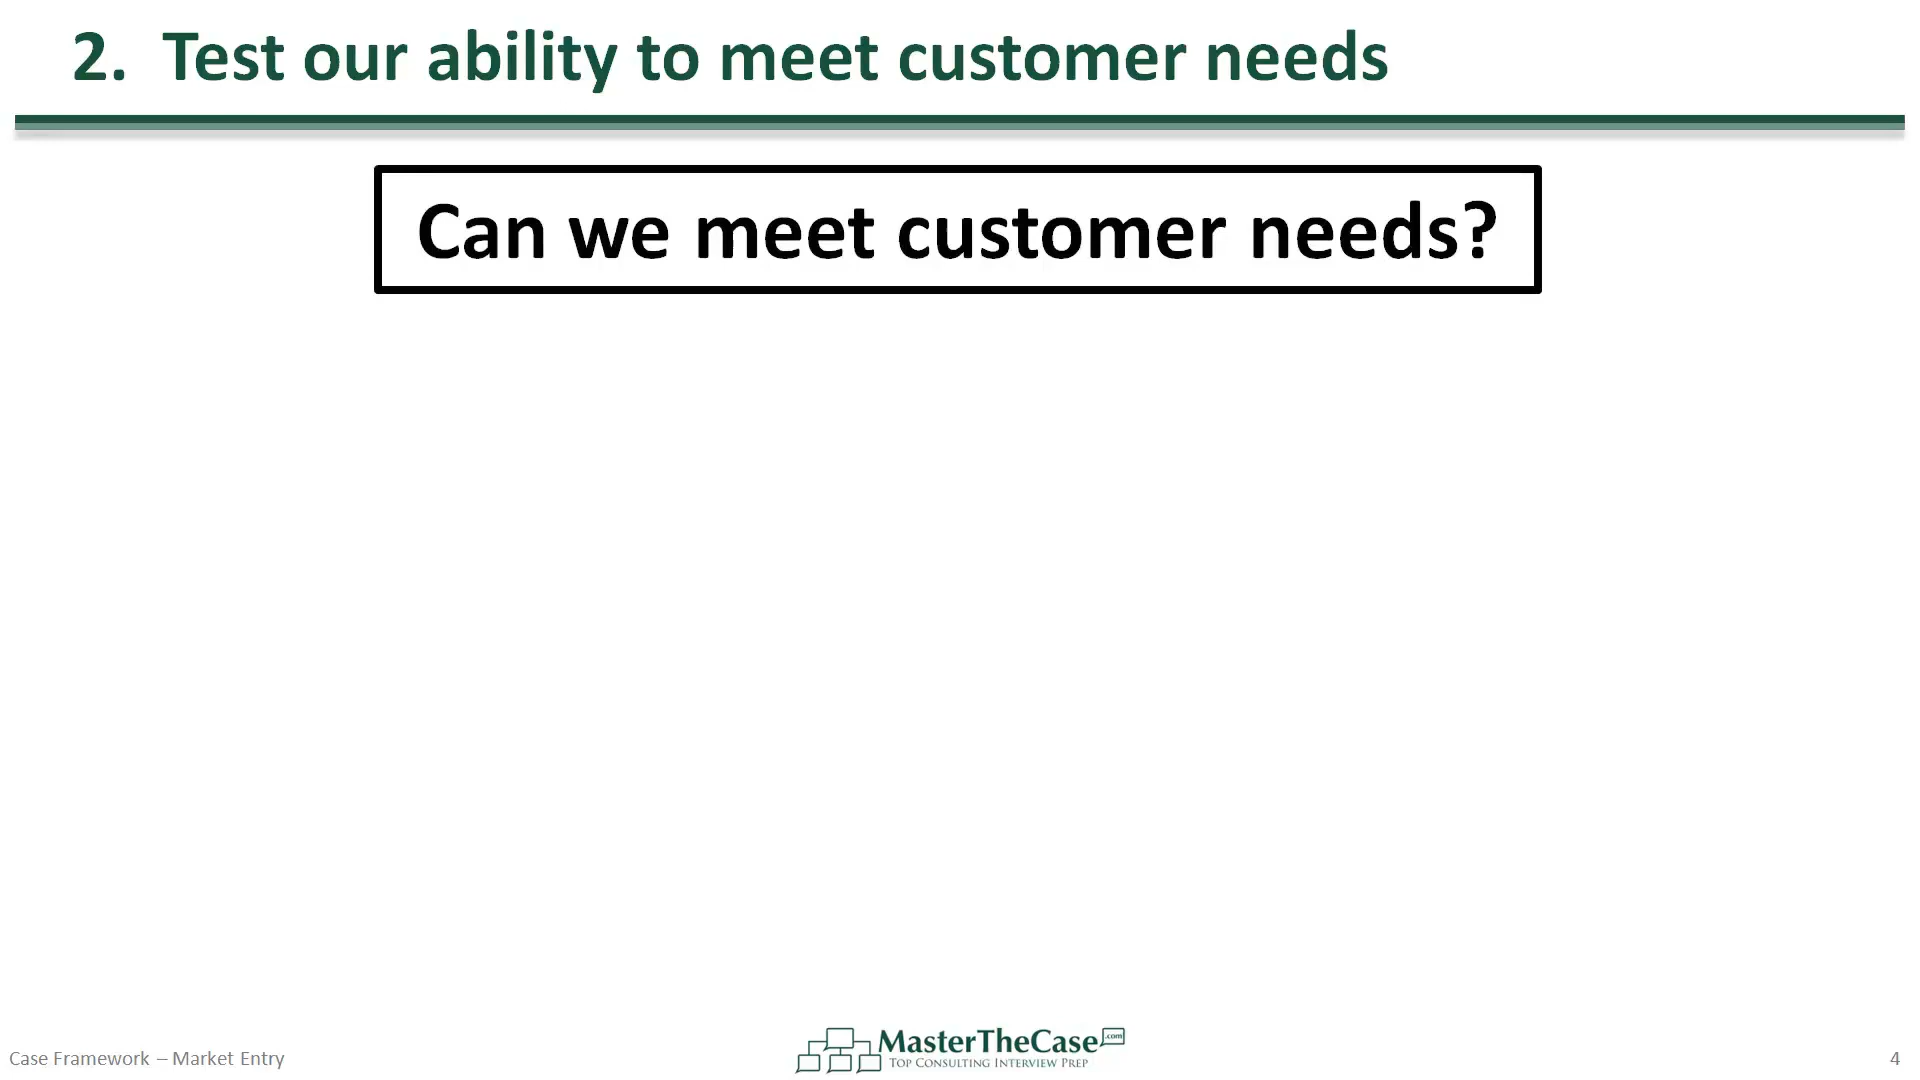 2. Test our ability to meet customer needs
Can we meet customer needs?
Case Framework – Market Entry
MasterTheCase.com
Top Consulting Interview Prep
4